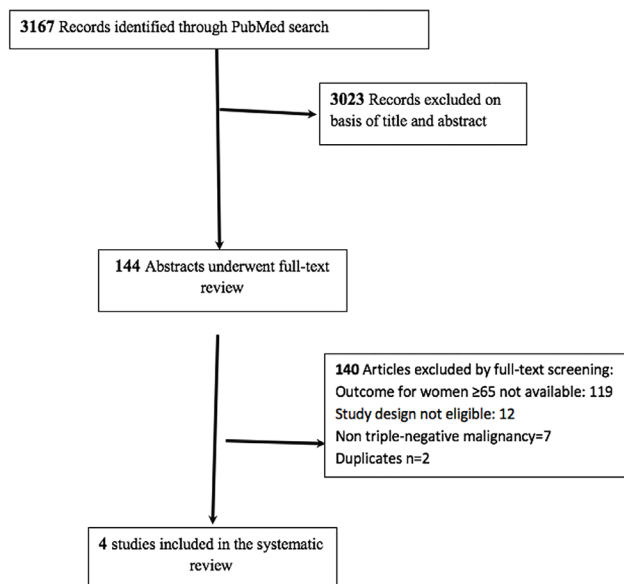 3167 Records identified through PubMed search
3023 Records excluded on
basis of title and abstract
144 Abstracts underwent full-text
review
140 Articles excluded by full-text screening:
Outcome for women ≥65 not available: 119
Study design not eligible: 12
Non triple-negative malignancy=7
Duplicates n=2
4 studies included in the systematic
review